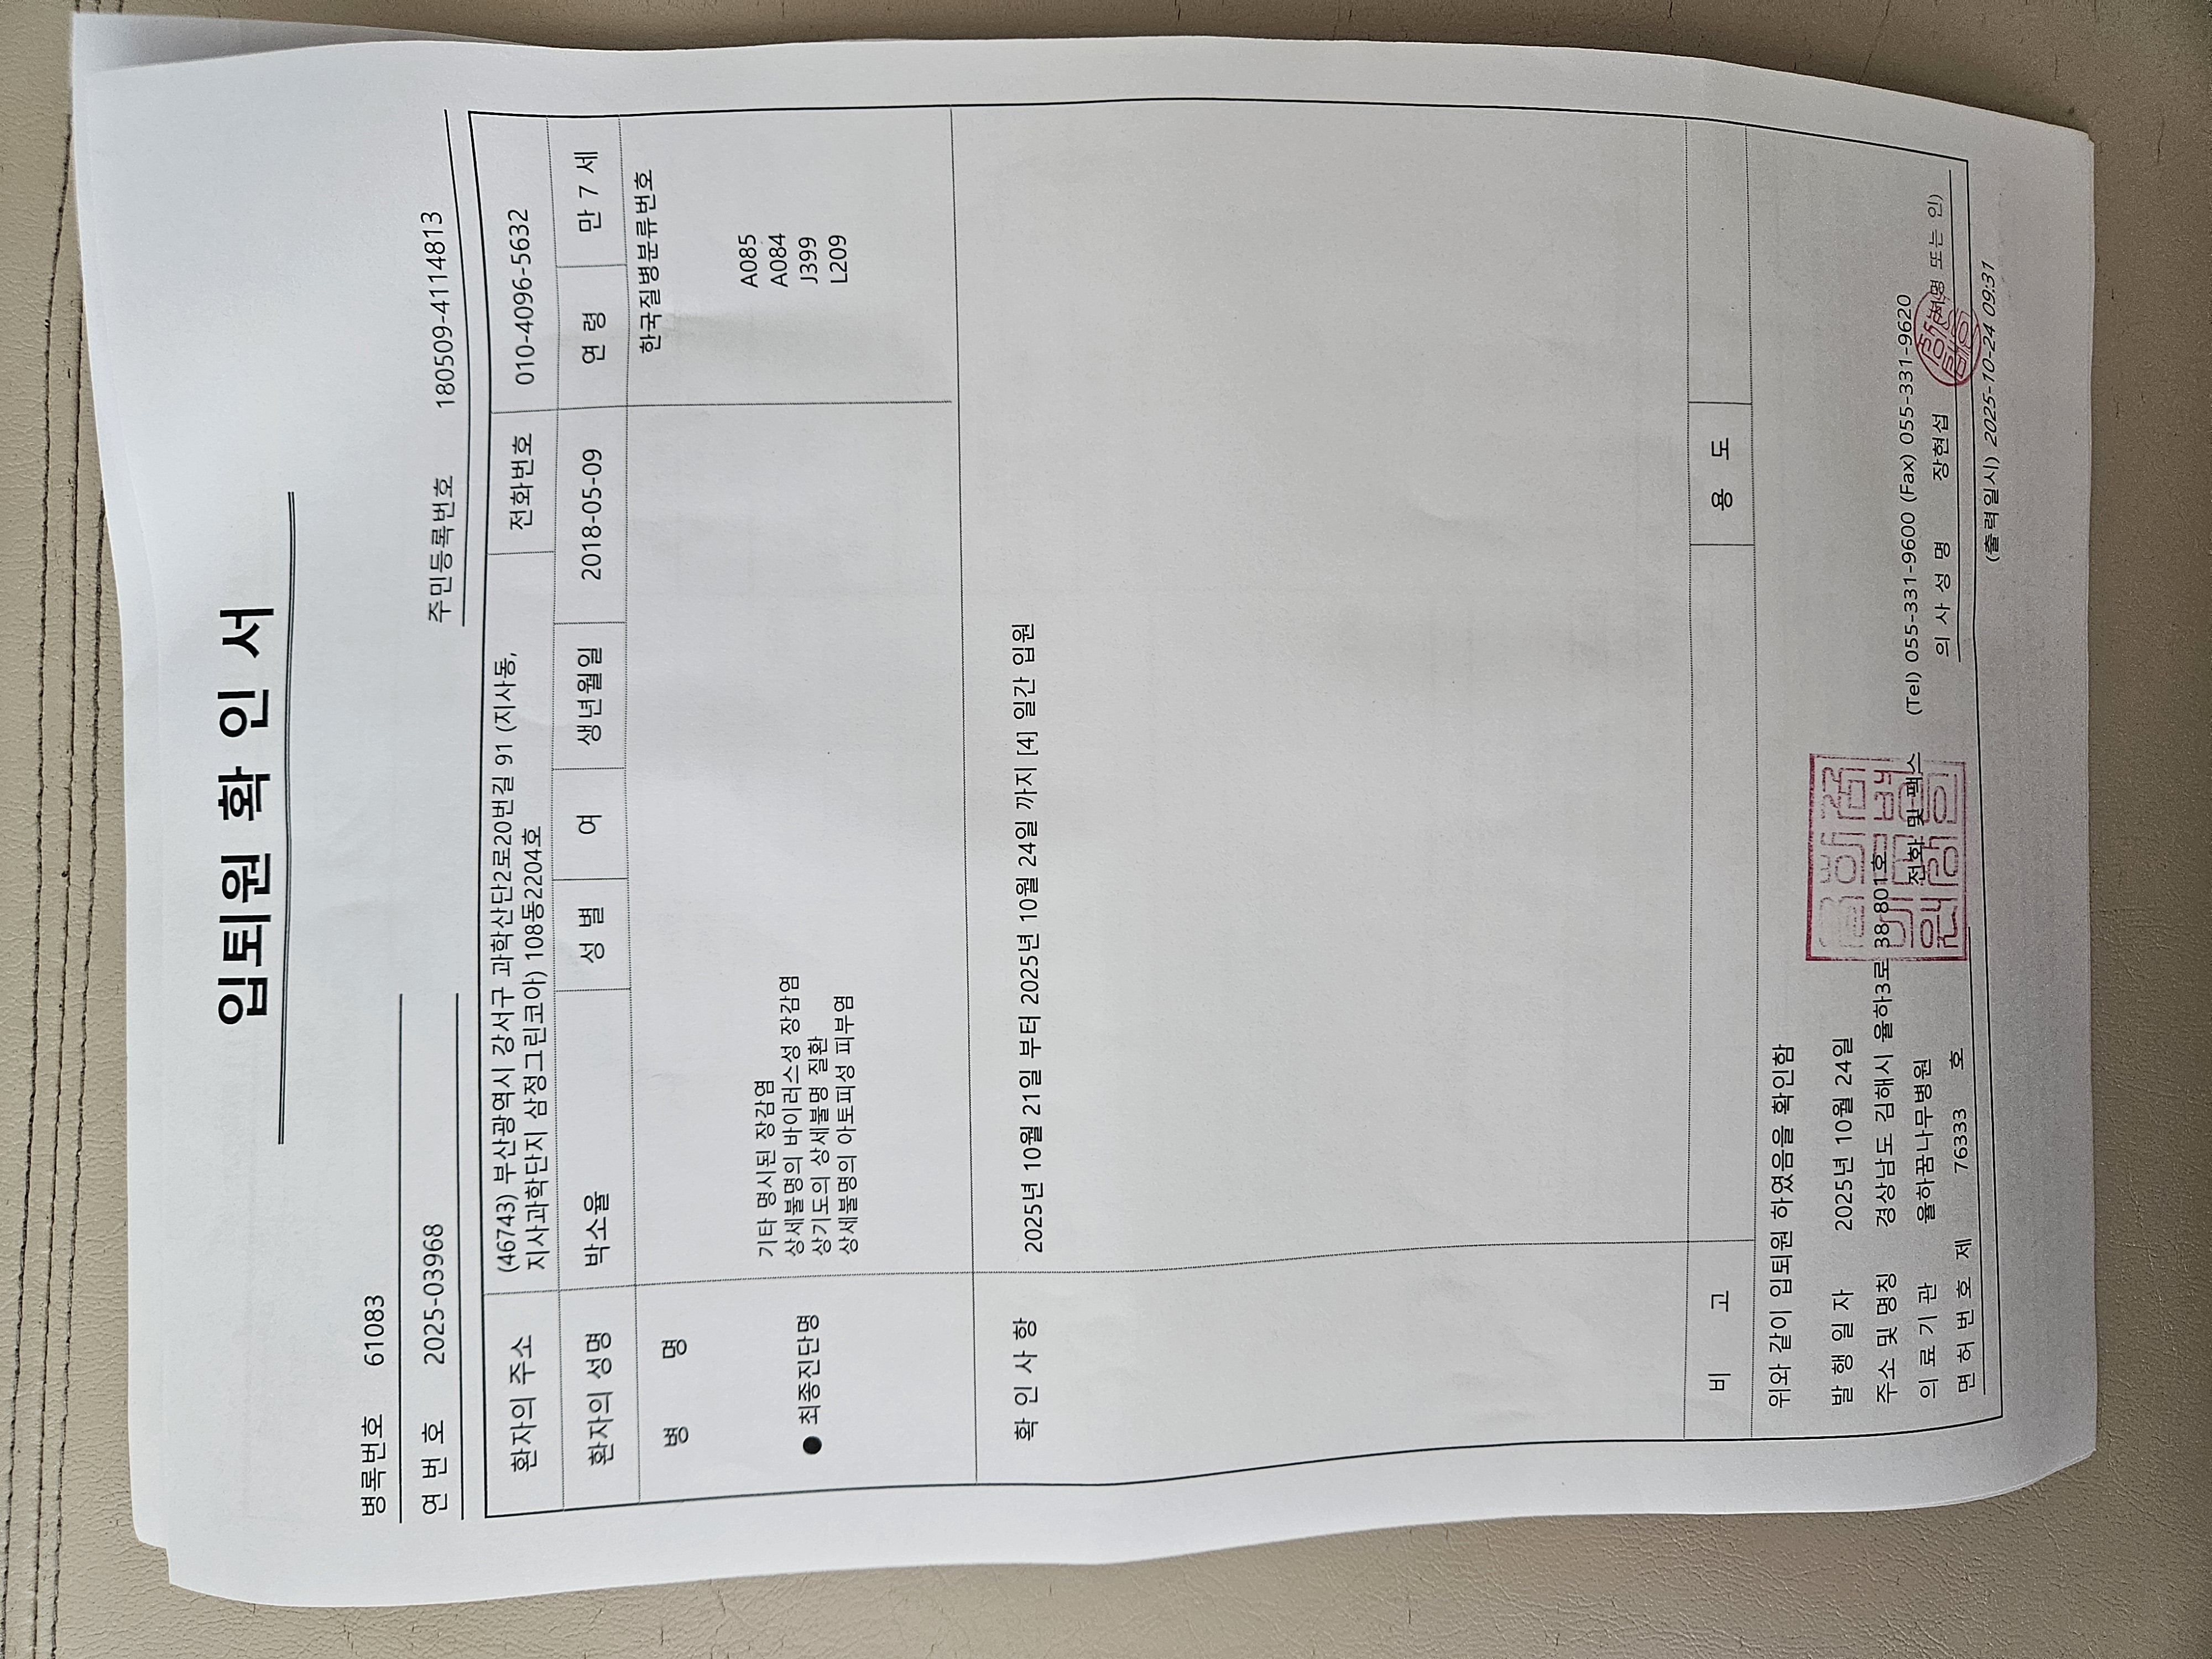 입퇴원 확인서
병록번호 61083
연번호 2025-03968
주민등록번호 180509-4114813
환자의 주소 (46743) 부산광역시 강서구 과학산단2로20번길 91 (지사동, 전화번호 010-4096-5632
지사과학단지 삼정그린코아) 108동2204호
환자의 성명 박소율 성별 여 생년월일 2018-05-09 연령 만 7 세
병명 한국질병분류번호
● 최종진단명
기타 명시된 장감염 A085
상세불명의 바이러스성 장감염 A084
상기도의 상세불명 질환 J399
상세불명의 아토피성 피부염 L209
확인사항 2025년 10월 21일 부터 2025년 10월 24일 까지 [4] 일간 입원
비고 용도
위와 같이 입퇴원 하였음을 확인함
발행일자 2025년 10월 24일
주소 및 명칭 경상남도 김해시 율하3로 38-801호
의료기관 율하꿈나무병원 전화 및 팩스 (Tel) 055-331-9600 (Fax) 055-331-9620
면허번호 제 76333 호 의사성명 장현섭 또는 인)
(출력일시) 2025-10-24 09:31